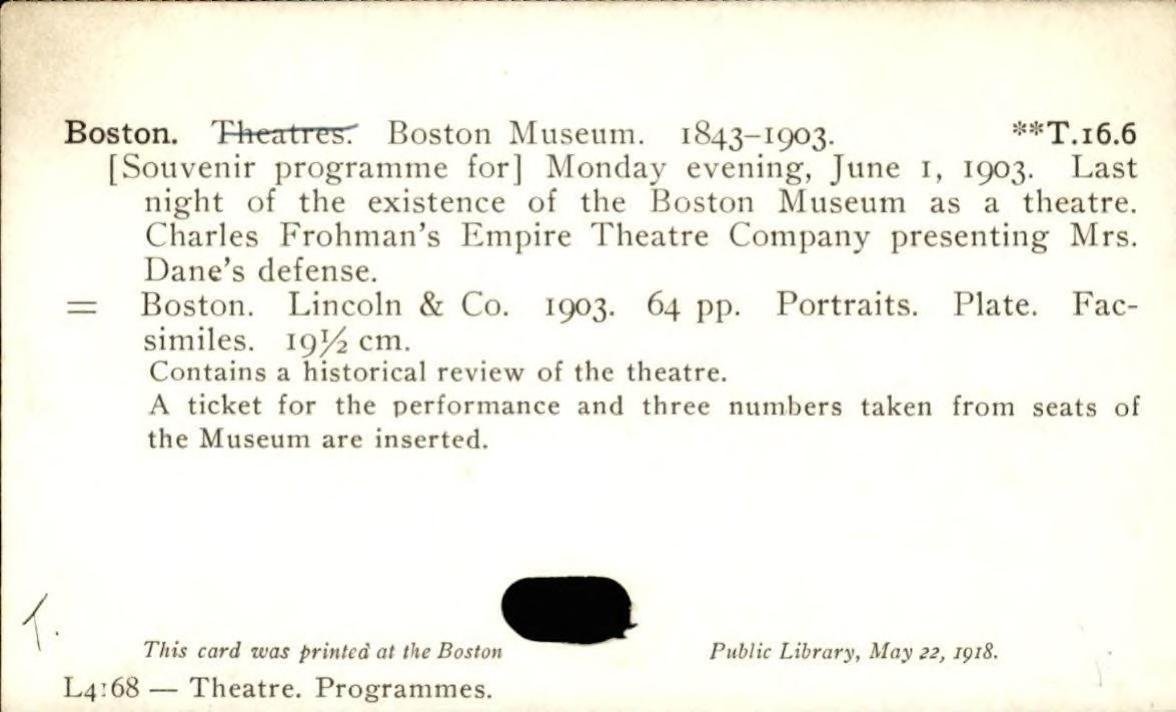 Boston. Theatres. Boston Museum. 1843–1903. **T.16.6
[Souvenir programme for] Monday evening, June 1, 1903. Last
night of the existence of the Boston Museum as a theatre.
Charles Frohman's Empire Theatre Company presenting Mrs.
Dane's defense.
= Boston. Lincoln & Co. 1903. 64 pp. Portraits. Plate. Fac-
similes. 19½ cm.
Contains a historical review of the theatre.
A ticket for the performance and three numbers taken from seats of
the Museum are inserted.
T.
This card was printed at the Boston Public Library, May 22, 1918.
L4168 — Theatre. Programmes.